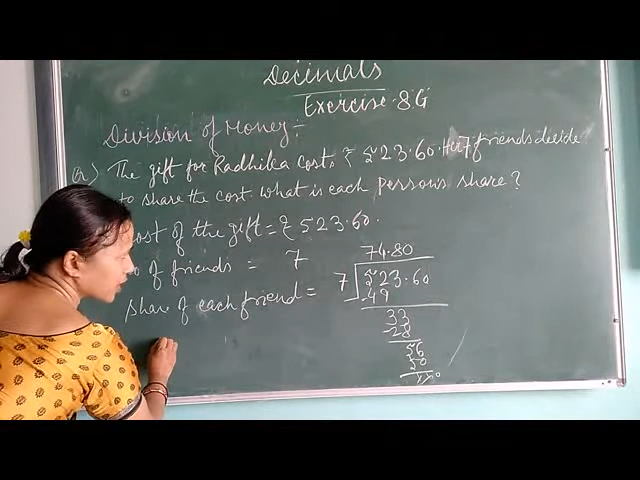 Decimals
Exercise.8G
Division of Money:-
The gift for Radhika costs ₹ 523.60. Her 7 friends decide
to share the cost. What is each person's share?
Cost of the gift = ₹ 523.60.
of friends = 7
share of each friend =
74.80
7 523.60
49
33
-28
56